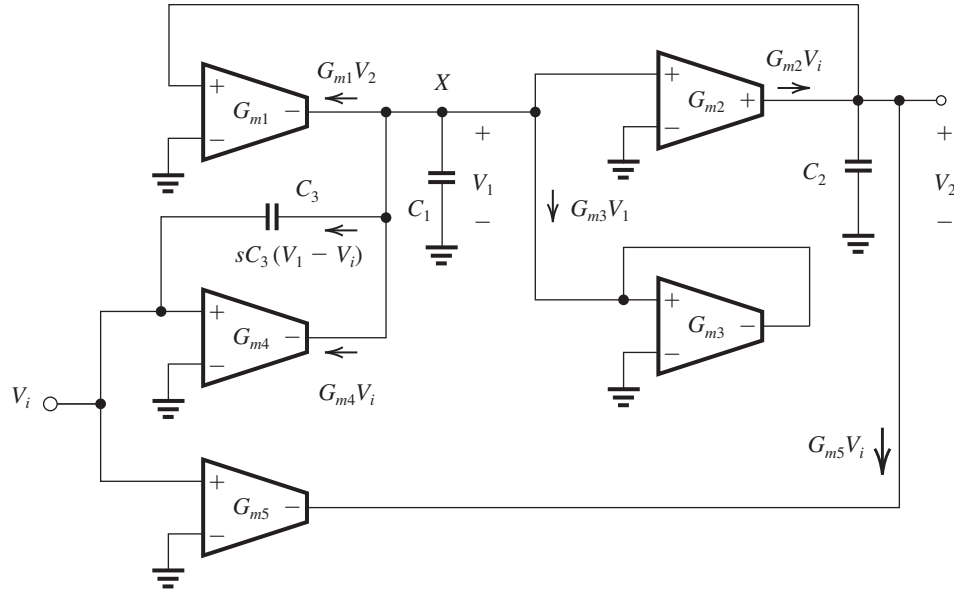 G_{m1}V_2
X
G_{m2}V_i
+
G_{m1}
−
−
+
G_{m2}
+
−
C_3
C_1
+
V_1
−
C_2
+
V_2
−
G_{m3}V_1
sC_3 (V_1 − V_i)
+
G_{m4}
−
−
+
G_{m3}
−
−
G_{m4}V_i
V_i
G_{m5}V_i
+
G_{m5}
−
−